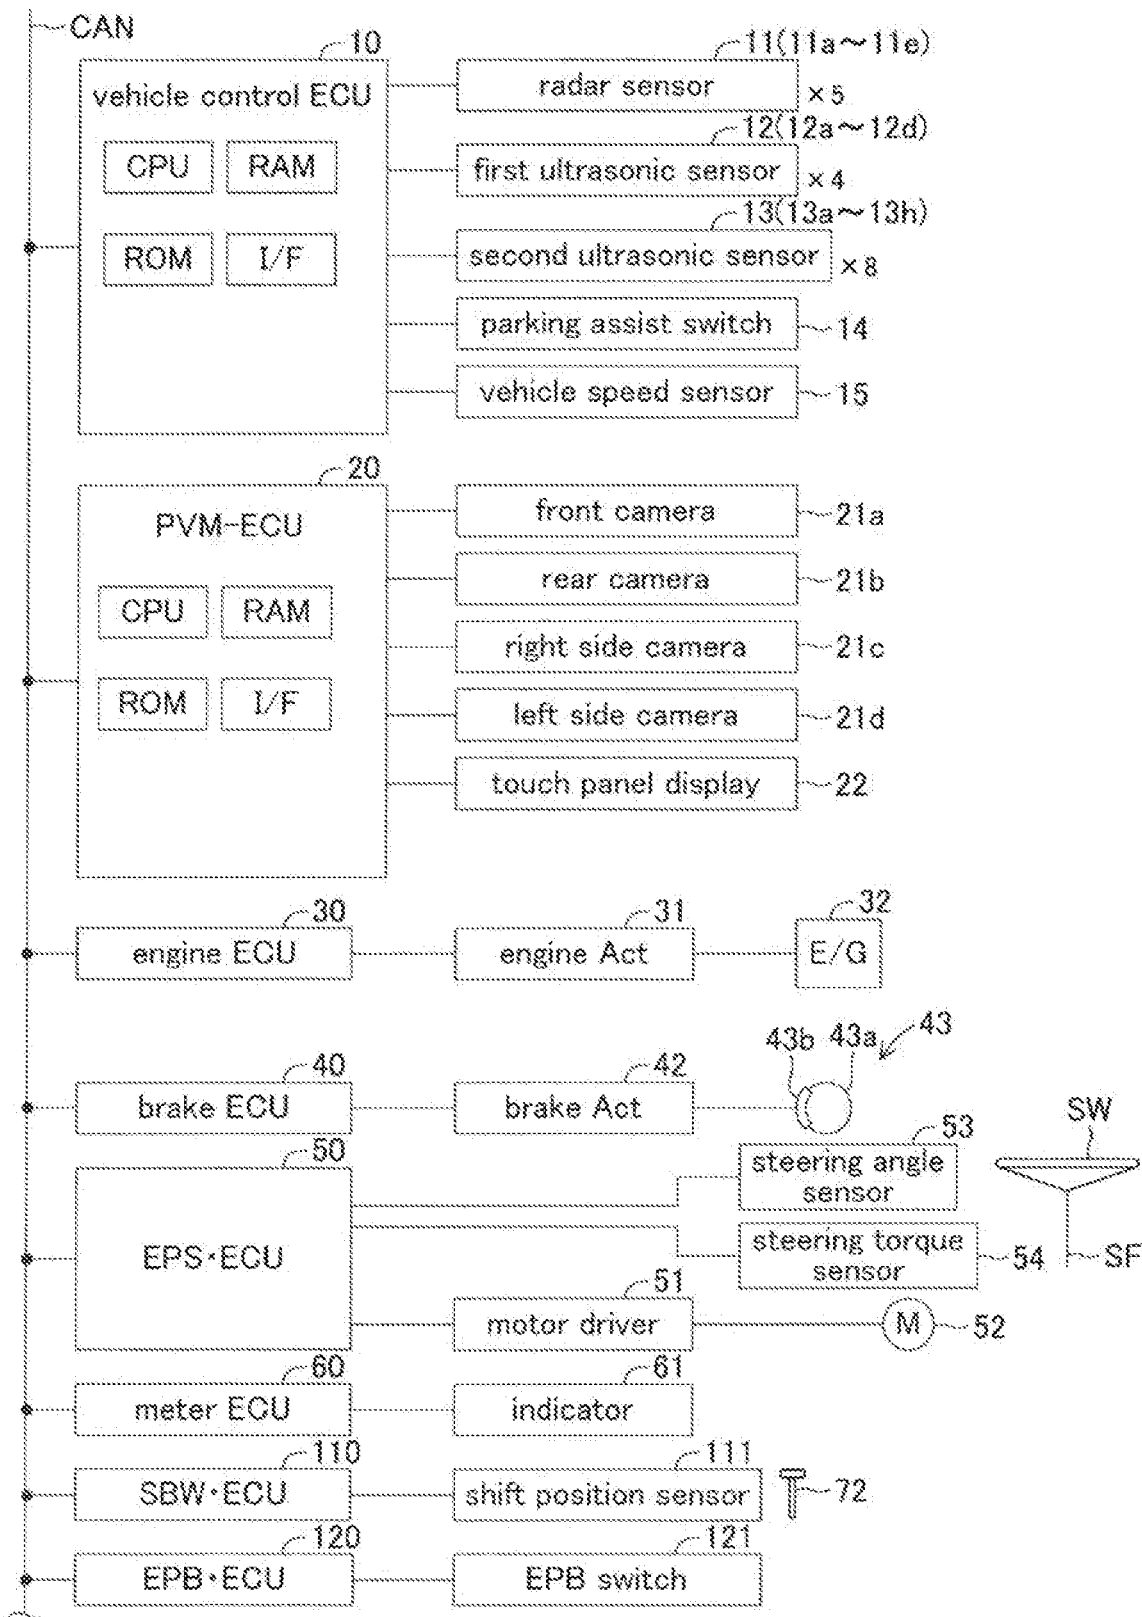 CAN
10
vehicle control ECU
CPU
RAM
ROM
I/F
11(11a～11e)
radar sensor
×5
12(12a～12d)
first ultrasonic sensor
×4
13(13a～13h)
second ultrasonic sensor
×8
parking assist switch
14
vehicle speed sensor
15
20
PVM-ECU
CPU
RAM
ROM
I/F
front camera
21a
rear camera
21b
right side camera
21c
left side camera
21d
touch panel display
22
30
engine ECU
31
engine Act
32
E/G
40
brake ECU
42
brake Act
43b
43a
43
50
EPS·ECU
53
steering angle
sensor
steering torque
sensor
54
SW
SF
51
motor driver
M
52
60
meter ECU
61
indicator
110
SBW·ECU
111
shift position sensor
72
120
EPB·ECU
121
EPB switch